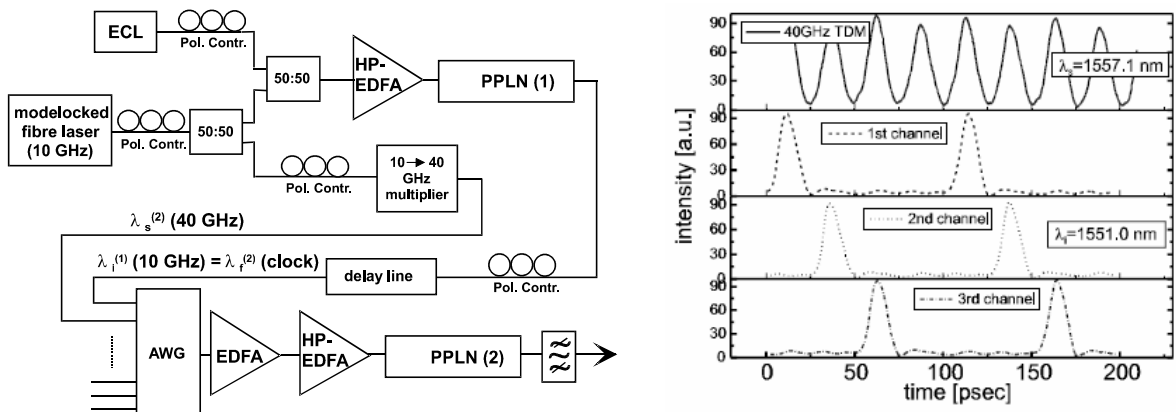 ECL
Pol. Contr.
50:50
HP-
EDFA
PPLN (1)
modelocked
fibre laser
(10 GHz)
Pol. Contr.
50:50
Pol. Contr.
10→ 40
GHz
multiplier
λs(2) (40 GHz)
λi(1) (10 GHz) = λf(2) (clock)
delay line
Pol. Contr.
AWG
EDFA
HP-
EDFA
PPLN (2)
intensity [a.u.]
90
60
30
0
40GHz TDM
λs=1557.1 nm
90
60
30
0
1st channel
90
60
30
0
2nd channel
λi=1551.0 nm
90
60
30
0
3rd channel
0
50
100
150
200
time [psec]